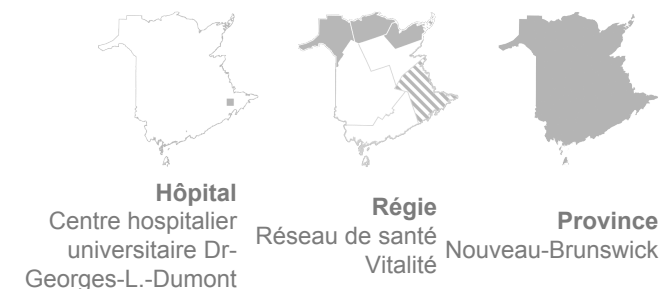 Hôpital
Centre hospitalier
universitaire Dr-
Georges-L.-Dumont
Régie
Réseau de santé
Vitalité
Province
Nouveau-Brunswick